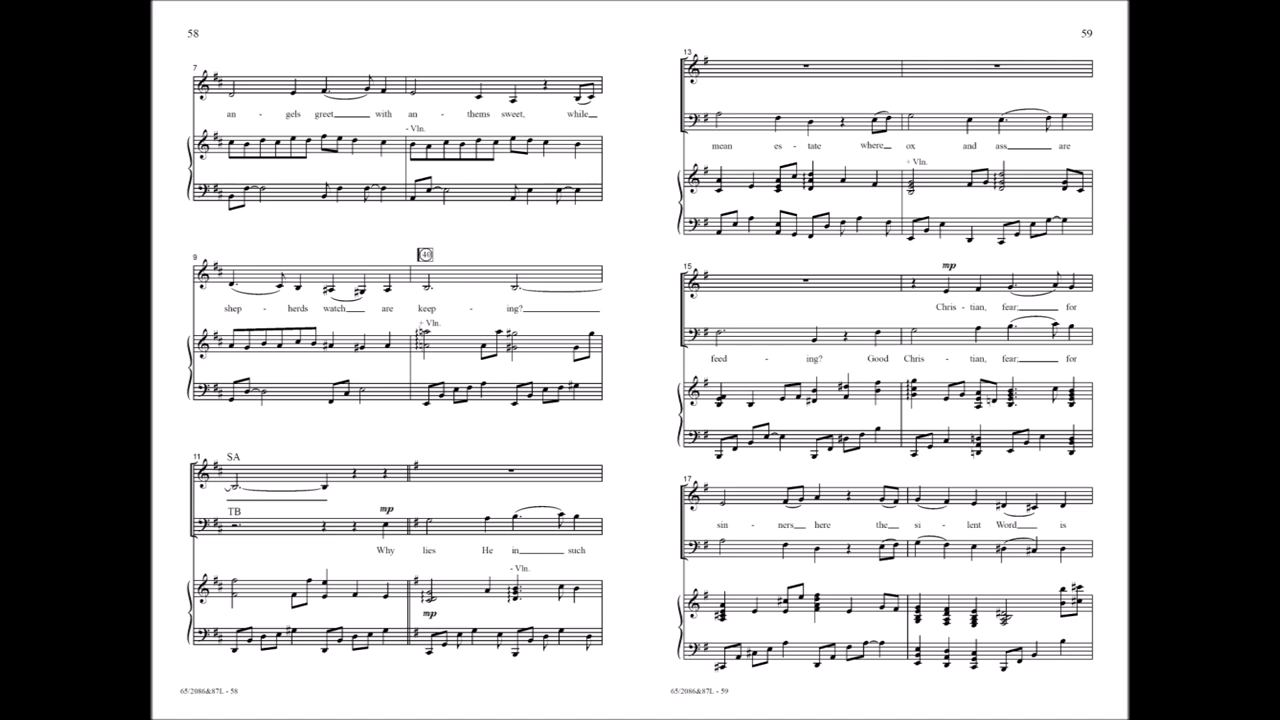 58
7
an - gels greet with an - thems sweet, while
- Vln.
9
40
shep - herds watch are keep - ing?
+ Vln.
11
SA
TB
mp
Why lies He in such
- Vln.
mp
65/2086&87L - 58
59
13
mean es - tate where ox and ass are
+ Vln.
15
mp
Chris - tian, fear; for
feed - ing? Good Chris - tian, fear; for
17
sin - ners here the si - lent Word is
65/2086&87L - 59